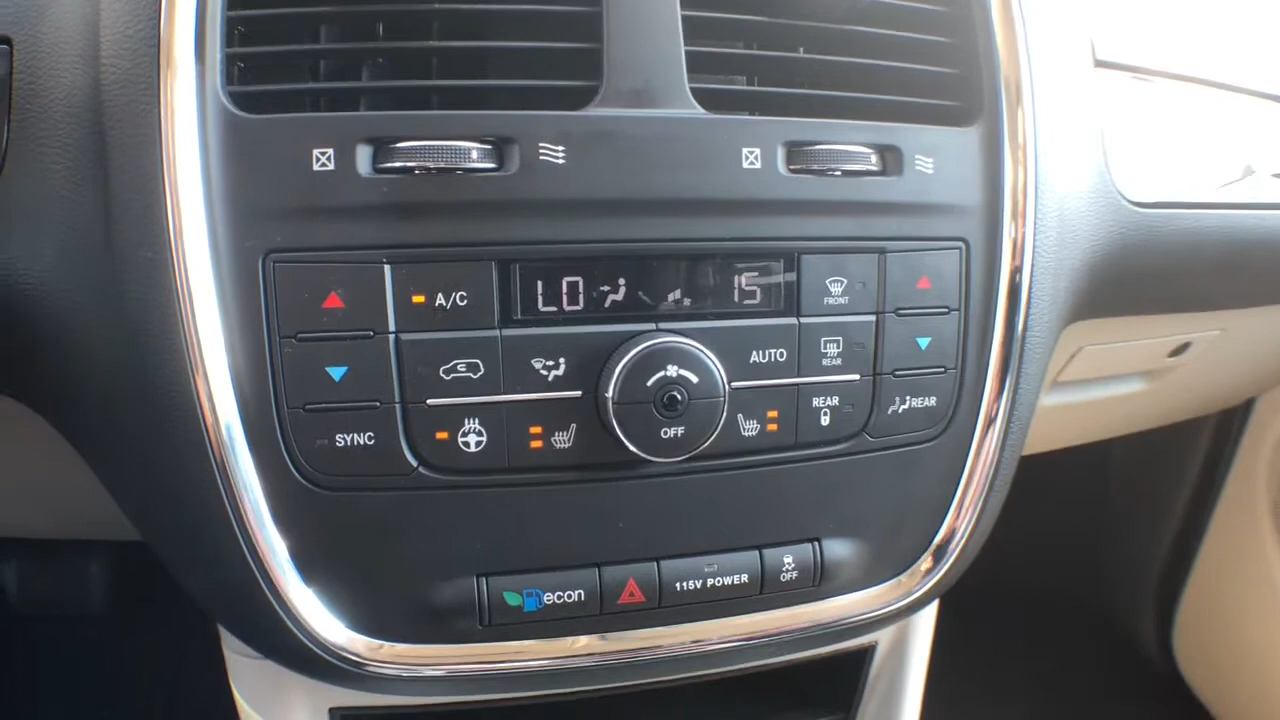 A/C
LO
15
FRONT
AUTO
REAR
SYNC
OFF
REAR
REAR
econ
115V POWER
OFF